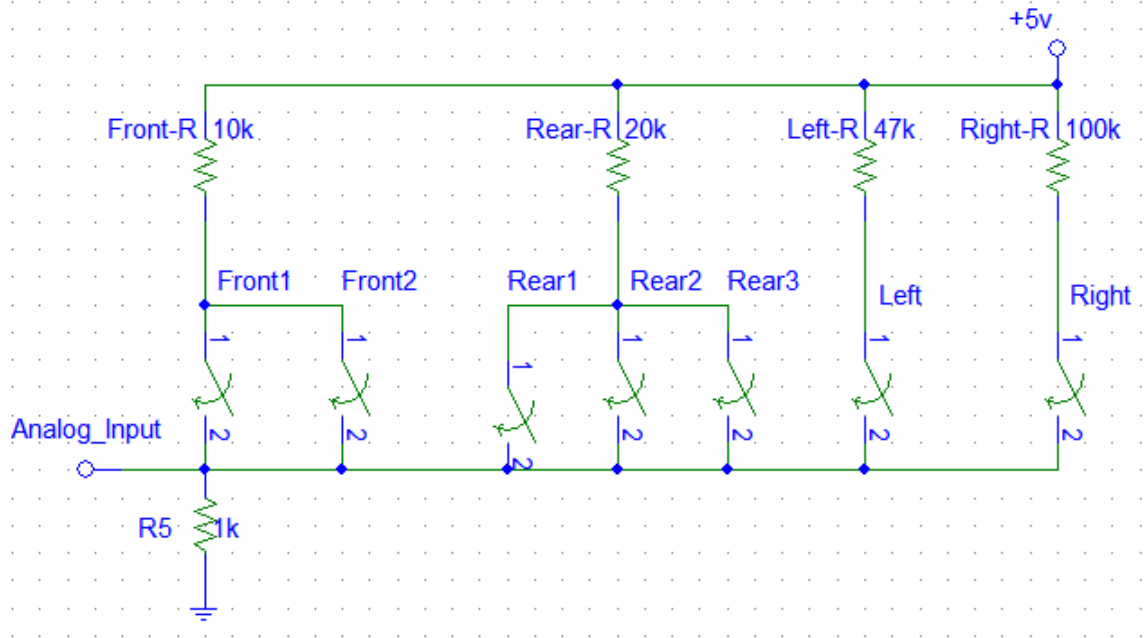 +5v
Front-R 10k
Rear-R 20k
Left-R 47k
Right-R 100k
Front1
Front2
Rear1
Rear2
Rear3
Left
Right
1
1
1
1
1
1
1
2
2
2
2
2
2
2
Analog_Input
R5 1k